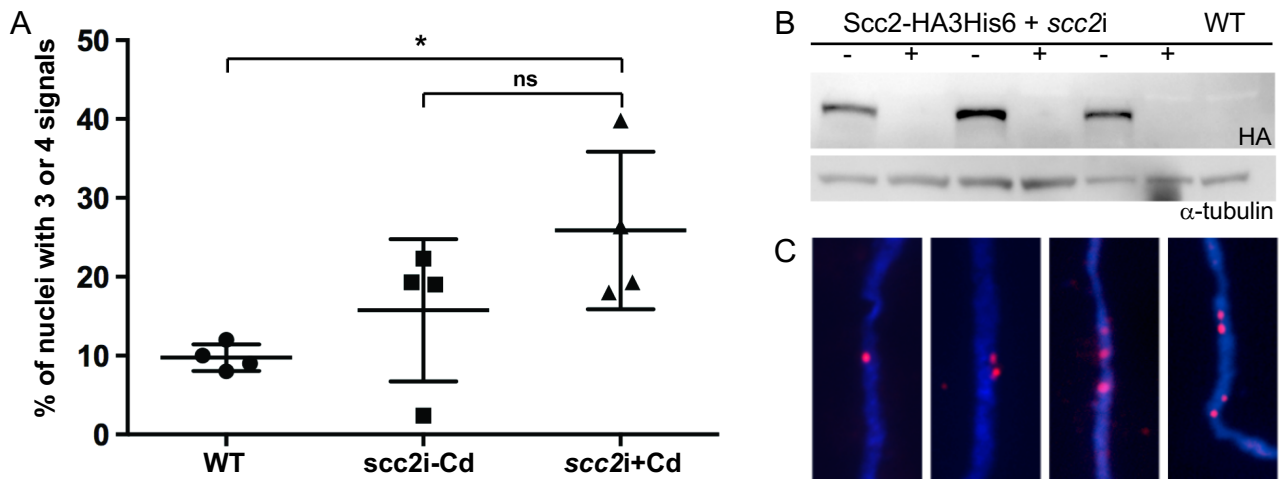 A
% of nuclei with 3 or 4 signals
50
40
30
20
10
0
*
ns
WT
scc2i-Cd
scc2i+Cd
B
Scc2-HA3His6 + scc2i
WT
- + - + - +
HA
α-tubulin
C